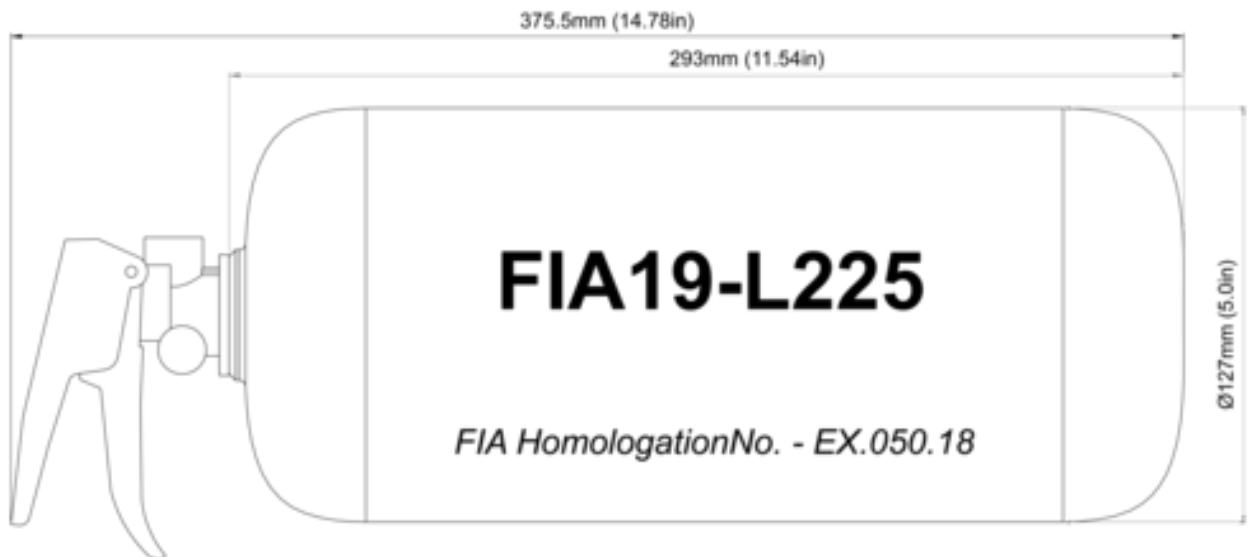 375.5mm (14.78in)
293mm (11.54in)
FIA19-L225
Ø127mm (5.0in)
FIA HomologationNo. - EX.050.18